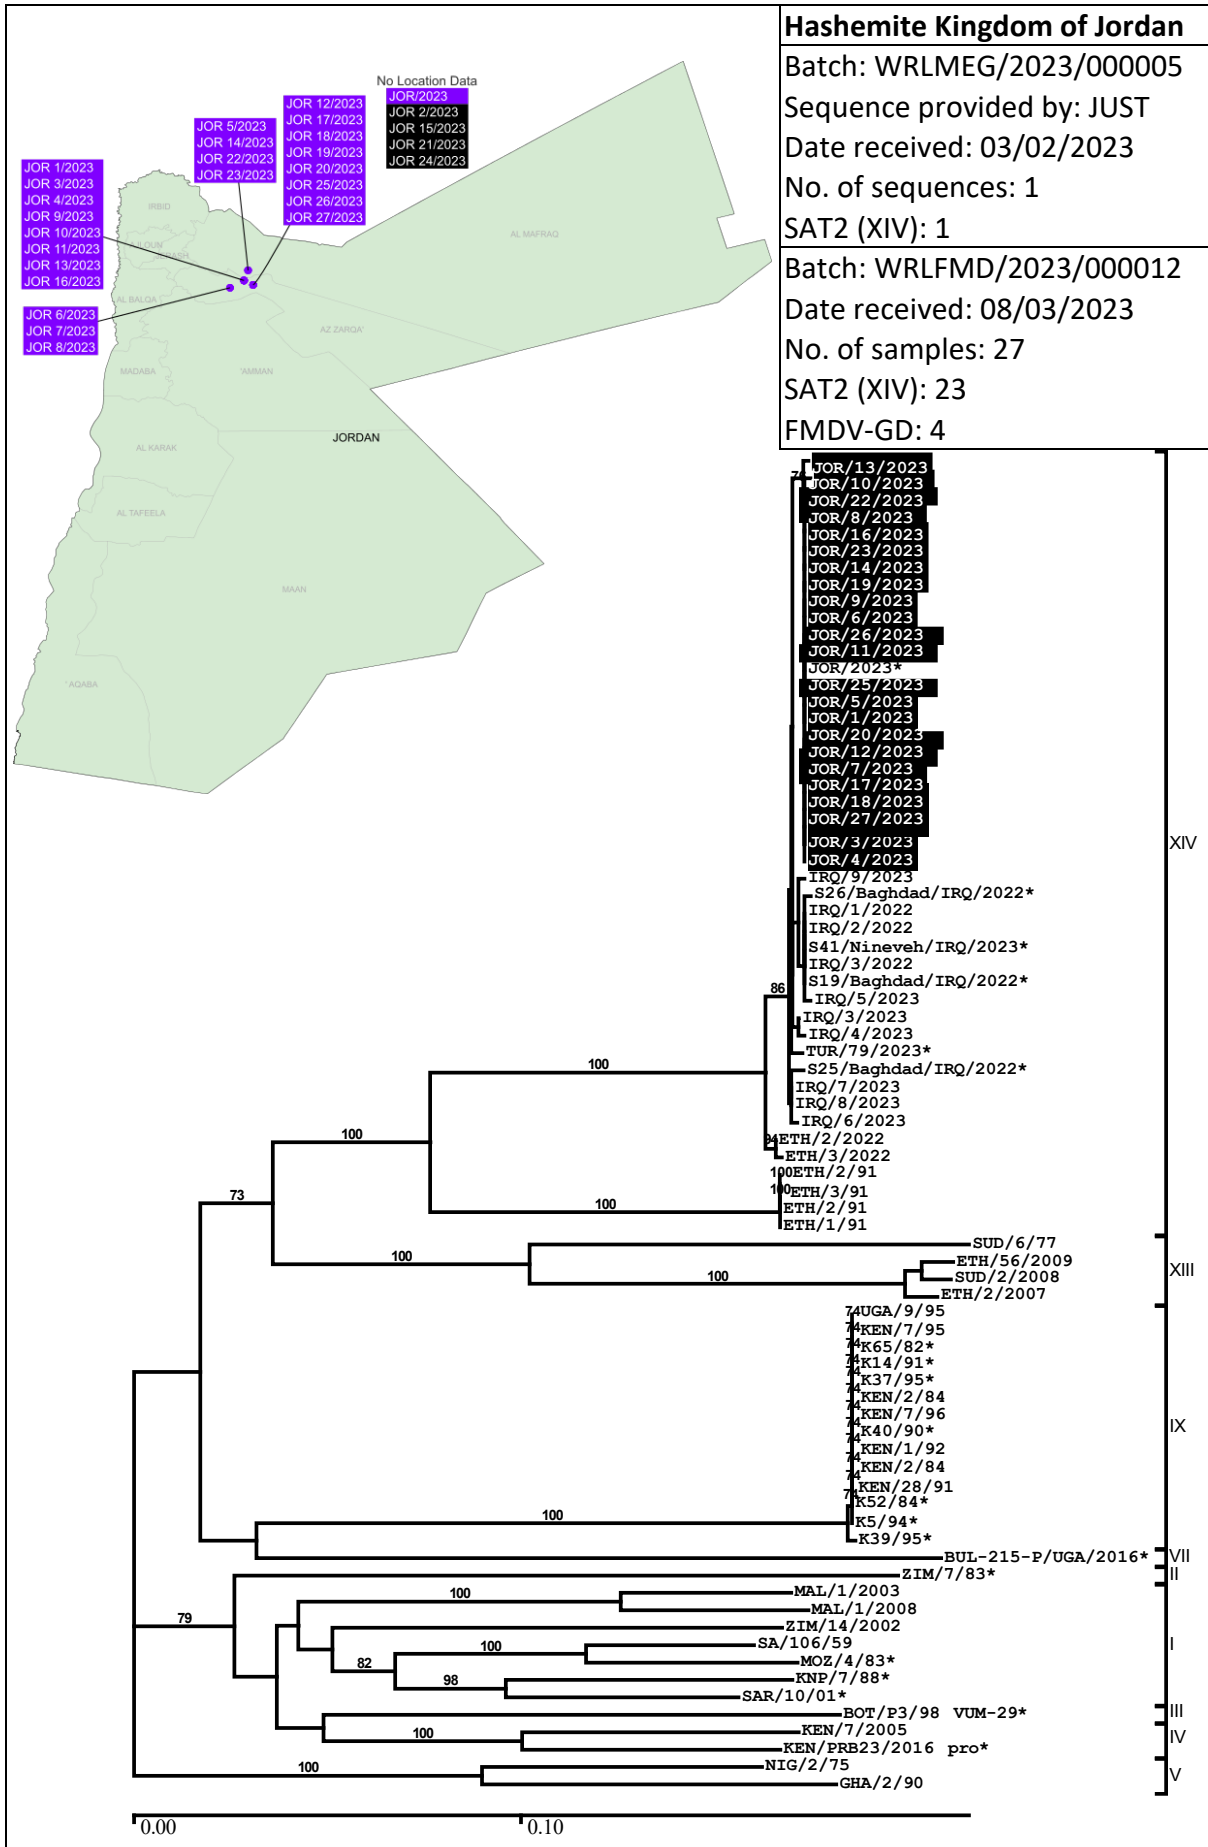 Hashemite Kingdom of Jordan
Batch: WRLMEG/2023/000005
Sequence provided by: JUST
Date received: 03/02/2023
No. of sequences: 1
SAT2 (XIV): 1
Batch: WRLFMD/2023/000012
Date received: 08/03/2023
No. of samples: 27
SAT2 (XIV): 23
FMDV-GD: 4
No Location Data
JOR/2023
JOR 2/2023
JOR 15/2023
JOR 21/2023
JOR 24/2023
JOR 12/2023
JOR 17/2023
JOR 18/2023
JOR 19/2023
JOR 20/2023
JOR 25/2023
JOR 26/2023
JOR 27/2023
JOR 5/2023
JOR 14/2023
JOR 22/2023
JOR 23/2023
JOR 1/2023
JOR 3/2023
JOR 4/2023
JOR 9/2023
JOR 10/2023
JOR 11/2023
JOR 13/2023
JOR 16/2023
JOR 6/2023
JOR 7/2023
JOR 8/2023
IRBID
AL MAFRAQ
AL BALQA
AZ ZARQA'
MADABA
'AMMAN
JORDAN
AL KARAK
AL TAFEELA
MAAN
'AQABA
JOR/13/2023
JOR/10/2023
JOR/22/2023
JOR/8/2023
JOR/16/2023
JOR/23/2023
JOR/14/2023
JOR/19/2023
JOR/9/2023
JOR/6/2023
JOR/26/2023
JOR/11/2023
JOR/2023*
JOR/25/2023
JOR/5/2023
JOR/1/2023
JOR/20/2023
JOR/12/2023
JOR/7/2023
JOR/17/2023
JOR/18/2023
JOR/27/2023
JOR/3/2023
XIV
JOR/4/2023
IRQ/9/2023
S26/Baghdad/IRQ/2022*
IRQ/1/2022
IRQ/2/2022
S41/Nineveh/IRQ/2023*
IRQ/3/2022
S19/Baghdad/IRQ/2022*
86
IRQ/5/2023
IRQ/3/2023
IRQ/4/2023
TUR/79/2023*
100
S25/Baghdad/IRQ/2022*
IRQ/7/2023
IRQ/8/2023
IRQ/6/2023
100
ETH/2/2022
ETH/3/2022
100 ETH/2/91
100 ETH/3/91
73
100
ETH/2/91
ETH/1/91
SUD/6/77
100
ETH/56/2009
XIII
100
SUD/2/2008
ETH/2/2007
74 UGA/9/95
74 KEN/7/95
74 K65/82*
74 K14/91*
74 K37/95*
74 KEN/2/84
74 KEN/7/96
IX
74 K40/90*
74 KEN/1/92
74 KEN/2/84
74 KEN/28/91
74 K52/84*
100
K5/94*
K39/95*
BUL-215-P/UGA/2016*
VII
ZIM/7/83*
II
100
MAL/1/2003
MAL/1/2008
79
ZIM/14/2002
SA/106/59
I
100
MOZ/4/83*
82
KNP/7/88*
98
SAR/10/01*
BOT/P3/98 VUM-29*
III
KEN/7/2005
IV
100
KEN/PRB23/2016 pro*
NIG/2/75
100
V
GHA/2/90
0.00
0.10